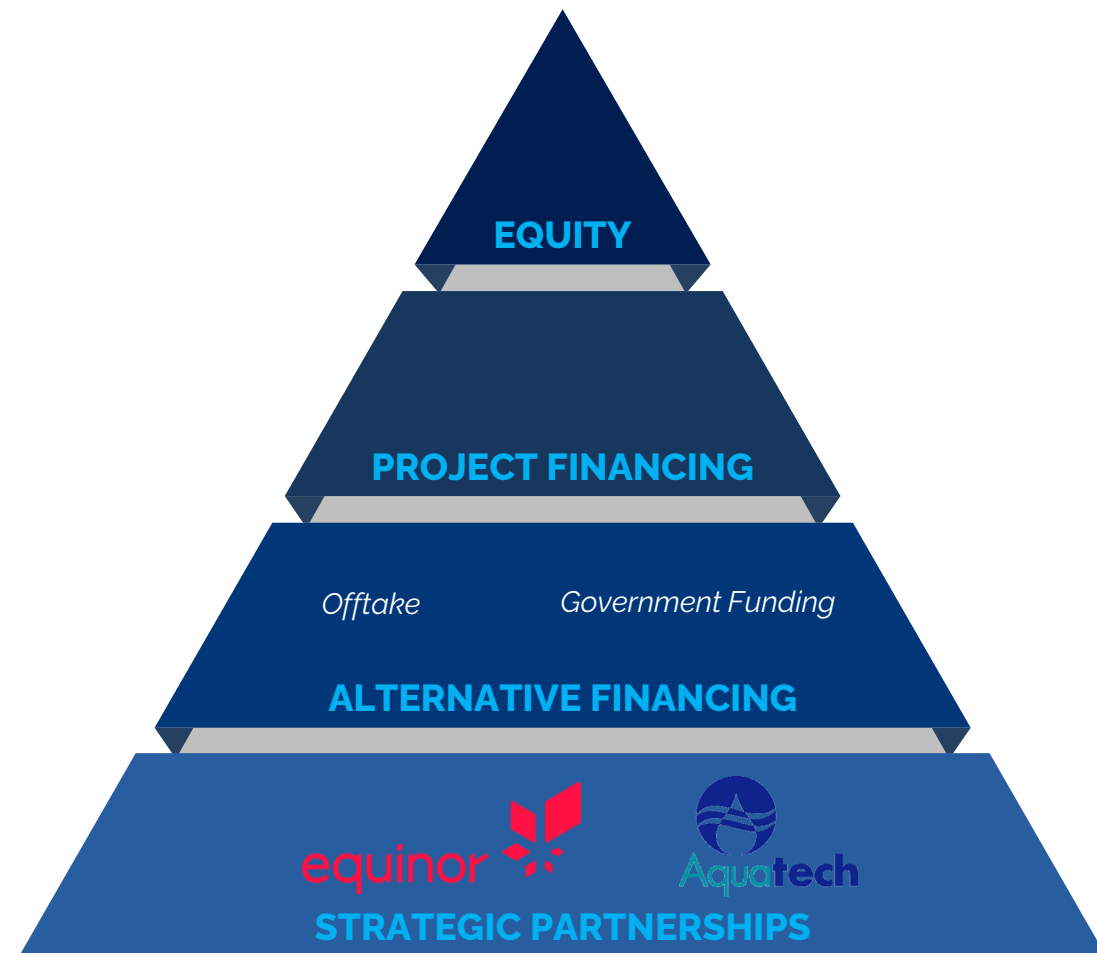 EQUITY
PROJECT FINANCING
Offtake
Government Funding
ALTERNATIVE FINANCING
equinor
Aquatech
STRATEGIC PARTNERSHIPS